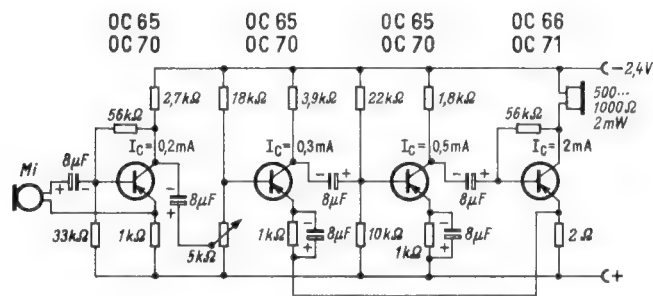 OC 65 OC 65 OC 65 OC 66
OC 70 OC 70 OC 70 OC 71
-2,4V
2,7kΩ 18kΩ 3,9kΩ 22kΩ 1,8kΩ 500...
1000Ω
2mW
56kΩ 56kΩ
I_C= 0,2mA I_C= 0,3mA I_C= 0,5mA I_C= 2mA
Mi 8μF - + - +
+ - 8μF + 8μF 8μF
33kΩ 1kΩ 5kΩ 1kΩ + - 8μF 10kΩ 1kΩ + - 8μF 2Ω
+